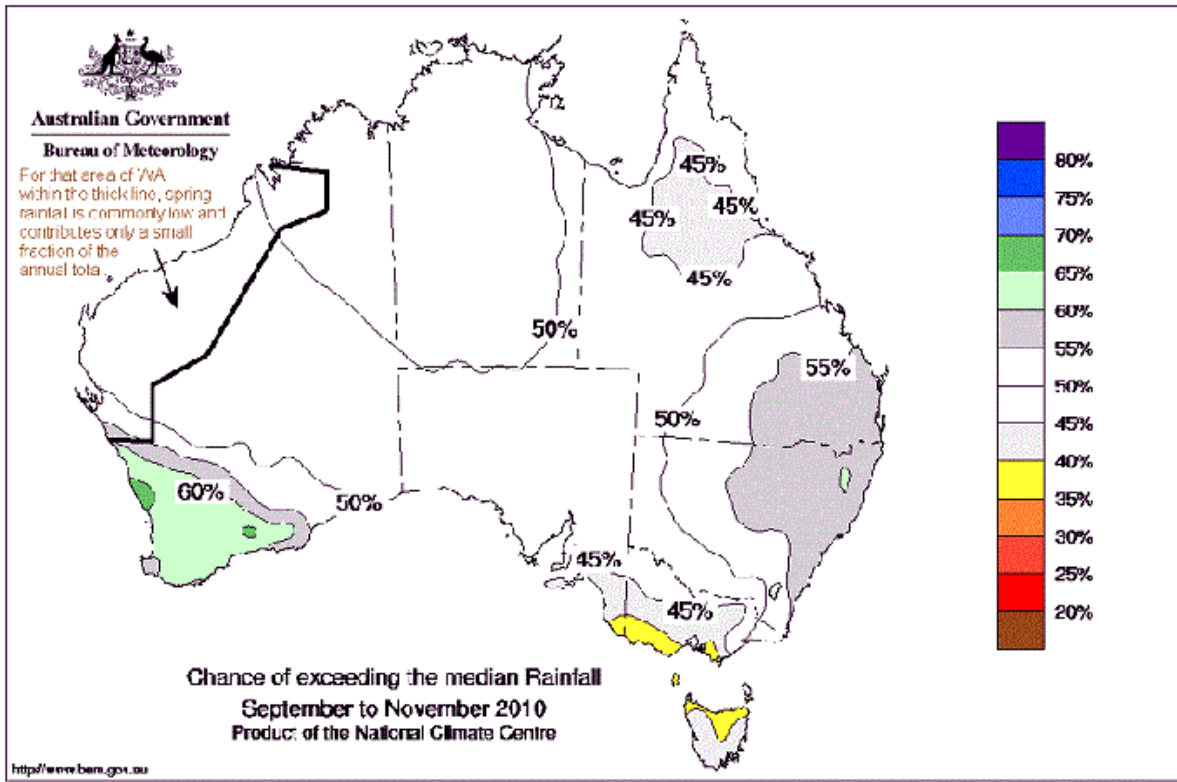 Australian Government
Bureau of Meteorology
For that area of WA
within the thick line, spring
rainfall is commonly low and
contributes only a small
fraction of the
annual total.
45%
45%
45%
45%
50%
55%
50%
60%
50%
45%
45%
80%
75%
70%
65%
60%
55%
50%
45%
40%
35%
30%
25%
20%
Chance of exceeding the median Rainfall
September to November 2010
Product of the National Climate Centre
http://www.bom.gov.au